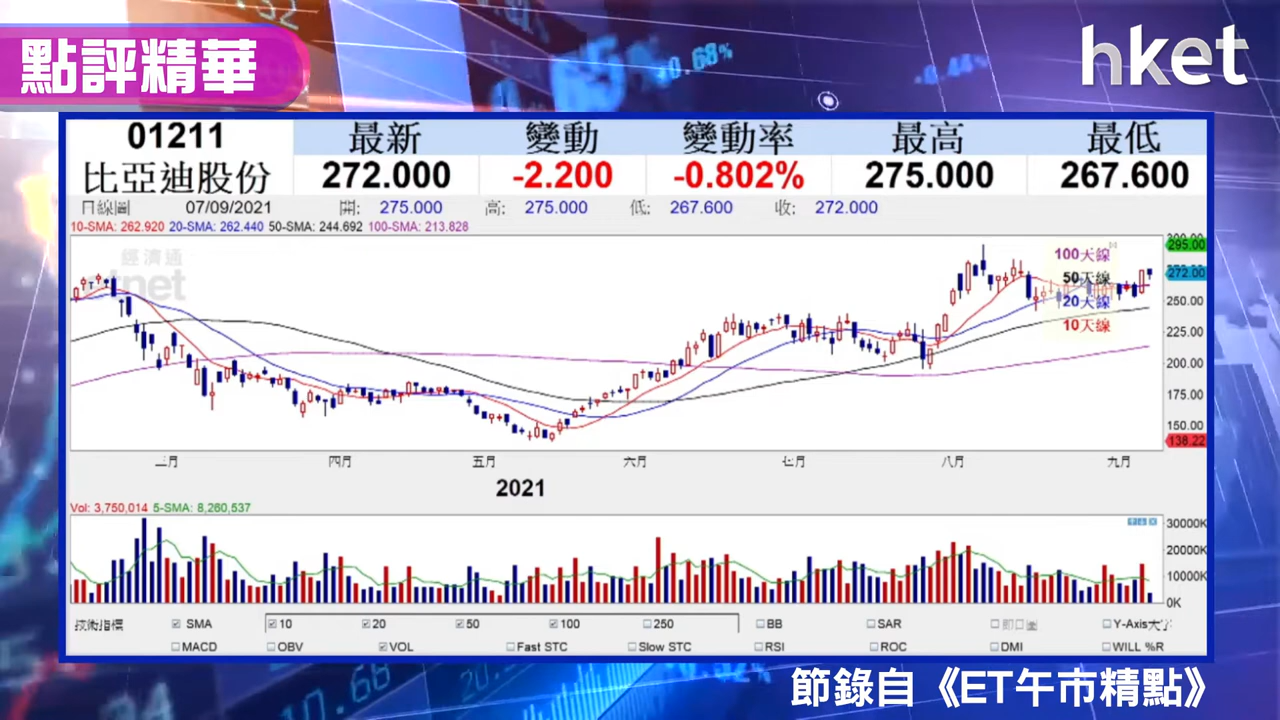 點評精華
hket
01211 最新 變動 變動率 最高 最低
比亞迪股份 272.000 -2.200 -0.802% 275.000 267.600
日線圖 07/09/2021 開: 275.000 高: 275.000 低: 267.600 收: 272.000
10-SMA: 262.920 20-SMA: 262.440 50-SMA: 244.692 100-SMA: 213.828
經濟通
etnet
100天線
50天線
20天線
10天線
300.00
295.00
272.00
250.00
225.00
200.00
175.00
150.00
138.22
三月 四月 五月 六月 七月 八月 九月
2021
Vol: 3,750,014 5-SMA: 8,260,537
30000K
20000K
10000K
0K
技術指標 SMA 10 20 50 100 250 BB SAR Y-Axis大字
MACD OBV VOL Fast STC Slow STC RSI ROC DMI WILL %R
節錄自《ET午市精點》